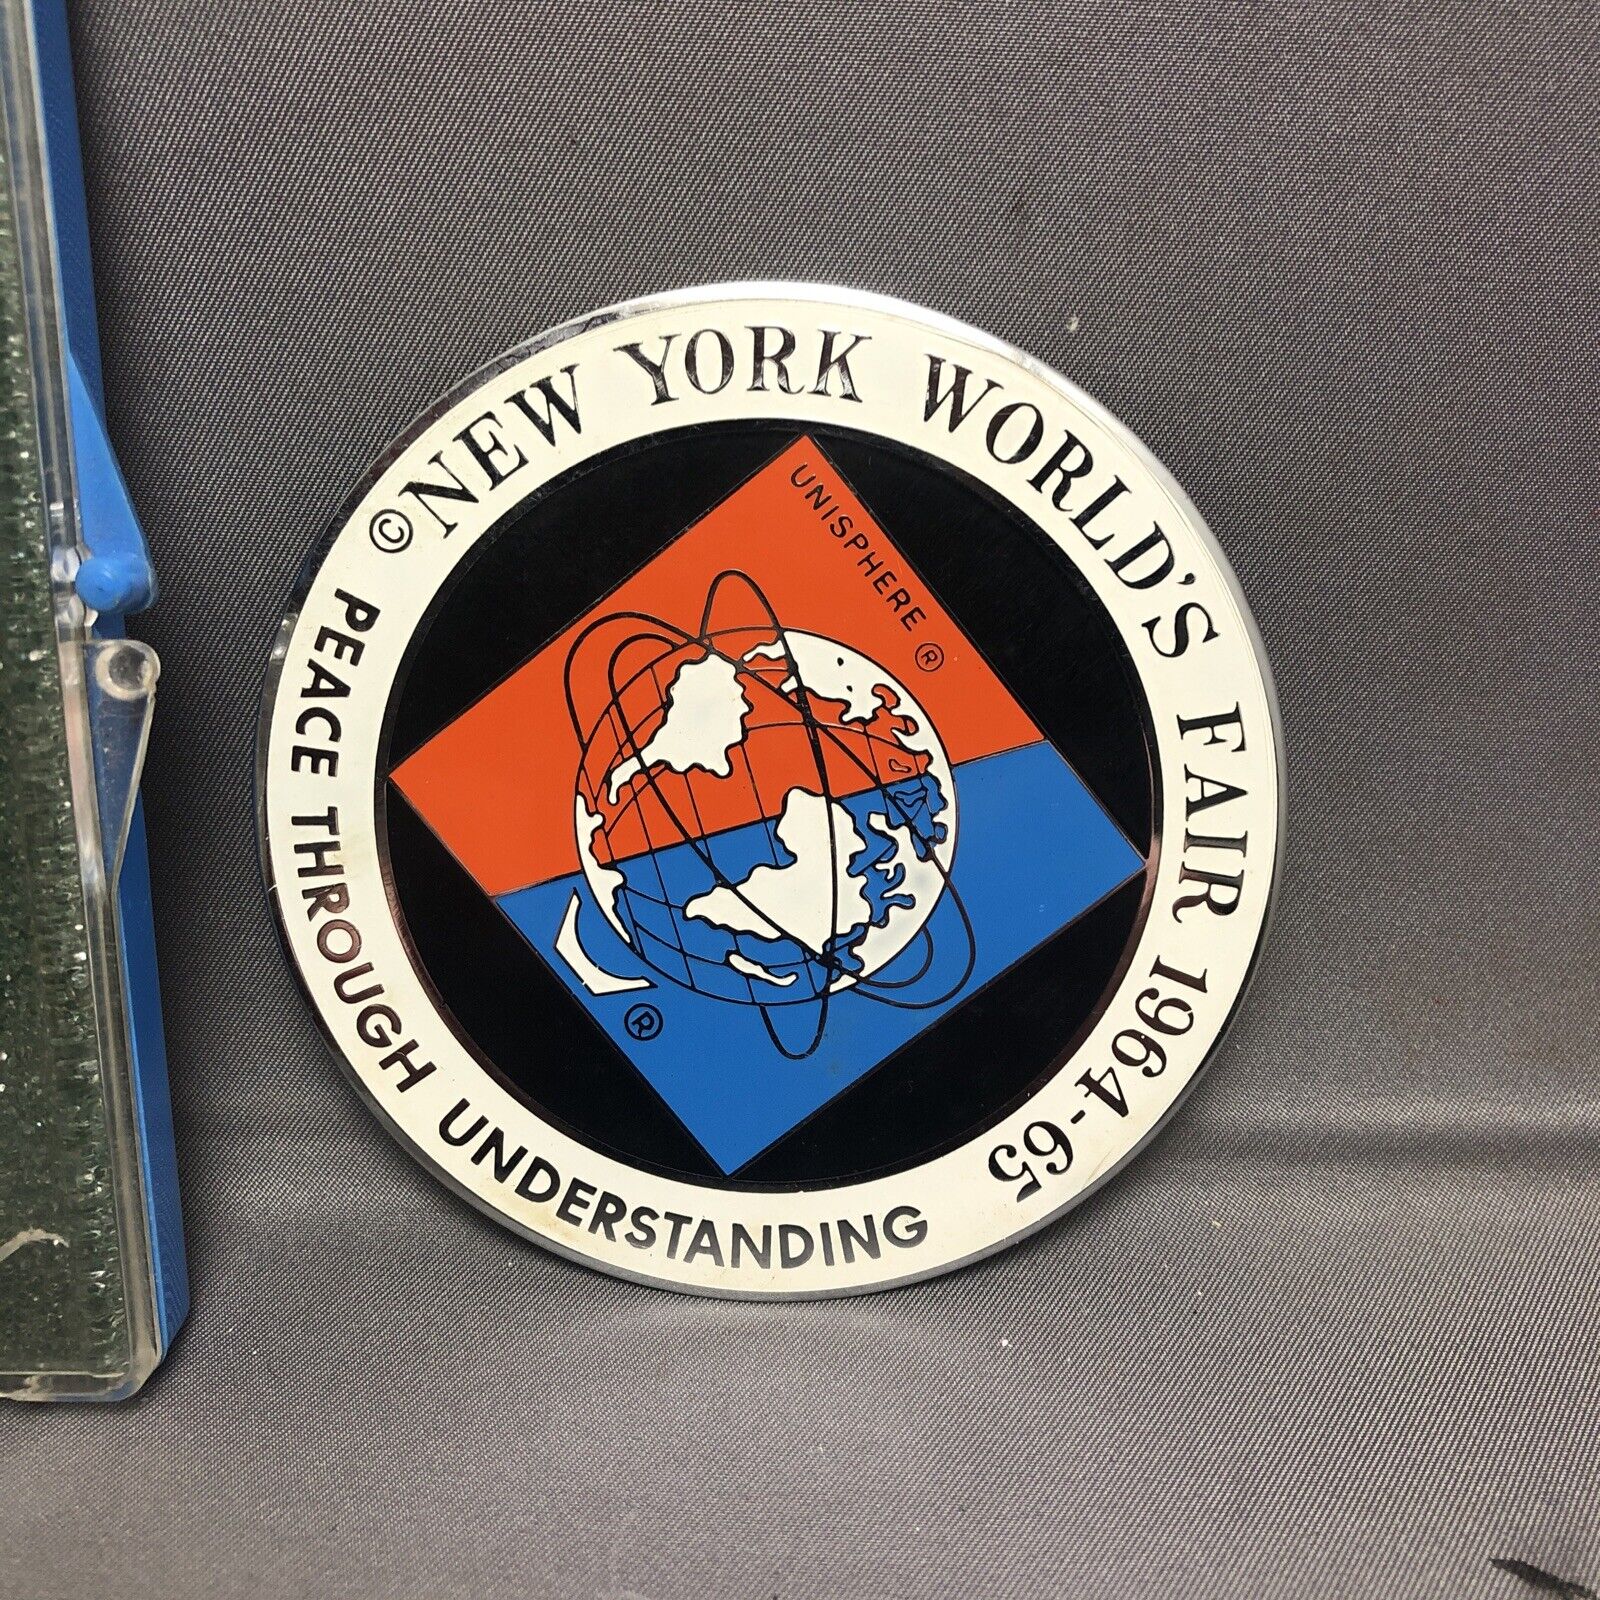 © NEW YORK WORLD'S FAIR 1964-65
PEACE THROUGH UNDERSTANDING
UNISPHERE ®
®